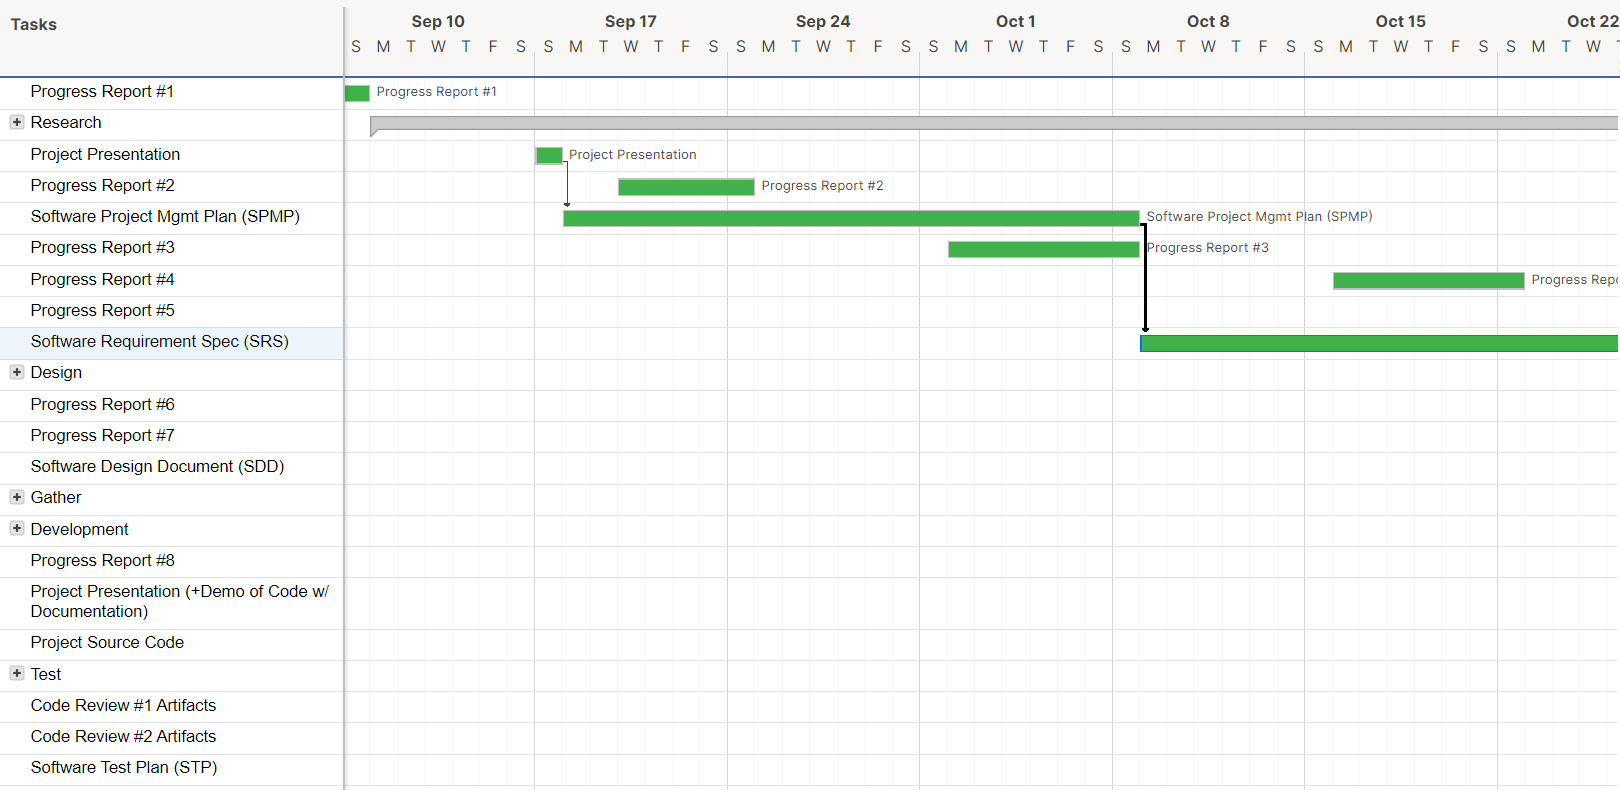 Tasks
Sep 10 Sep 17 Sep 24 Oct 1 Oct 8 Oct 15 Oct 22
S M T W T F S S M T W T F S S M T W T F S S M T W T F S S M T W T F S S M T W T F S S M T W
Progress Report #1 Progress Report #1
Research
Project Presentation Project Presentation
Progress Report #2 Progress Report #2
Software Project Mgmt Plan (SPMP) Software Project Mgmt Plan (SPMP)
Progress Report #3 Progress Report #3
Progress Report #4 Progress Repo
Progress Report #5
Software Requirement Spec (SRS)
Design
Progress Report #6
Progress Report #7
Software Design Document (SDD)
Gather
Development
Progress Report #8
Project Presentation (+Demo of Code w/
Documentation)
Project Source Code
Test
Code Review #1 Artifacts
Code Review #2 Artifacts
Software Test Plan (STP)